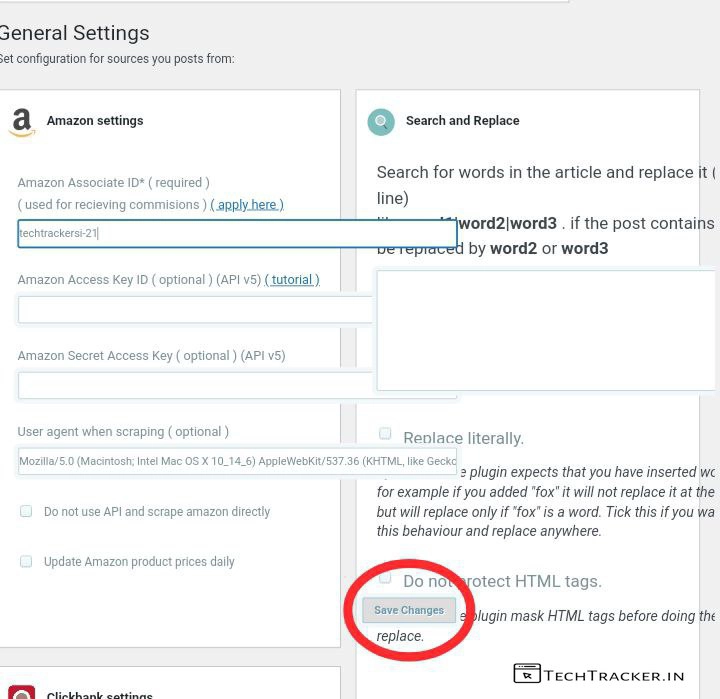 General Settings
Set configuration for sources you posts from:
Amazon settings
Amazon Associate ID* ( required )
( used for recieving commisions ) ( apply here )
techtrackersi-21
Amazon Access Key ID ( optional ) (API v5) ( tutorial )
Amazon Secret Access Key ( optional ) (API v5)
User agent when scraping ( optional )
Mozilla/5.0 (Macintosh; Intel Mac OS X 10_14_6) AppleWebKit/537.36 (KHTML, like Gecko
Do not use API and scrape amazon directly
Update Amazon product prices daily
Clickbank settings
Search and Replace
Search for words in the article and replace it (
line)
word2|word3 . if the post contains
be replaced by word2 or word3
Replace literally.
plugin expects that you have inserted wo
for example if you added "fox" it will not replace it at the
but will replace only if "fox" is a word. Tick this if you wa
this behaviour and replace anywhere.
Do not protect HTML tags.
Save Changes
plugin mask HTML tags before doing the
replace.
TECHTRACKER.IN